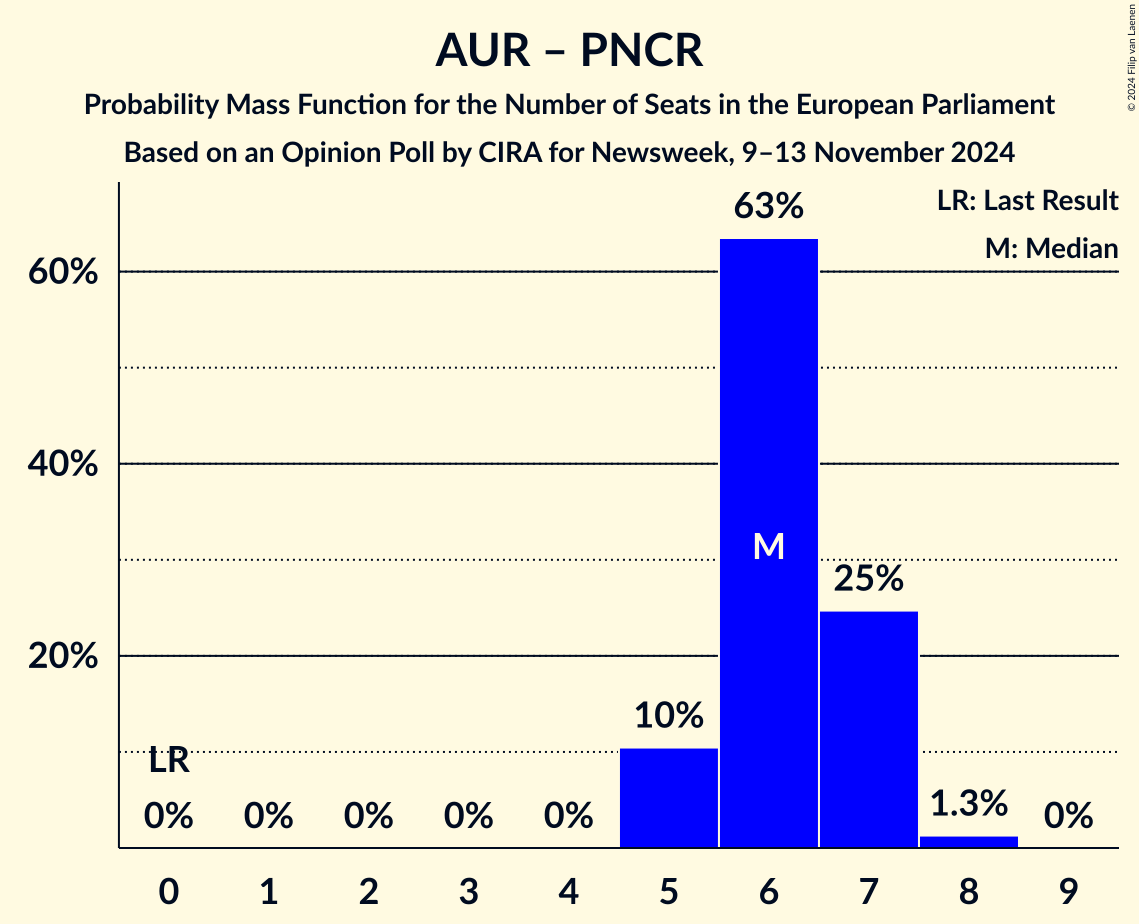 AUR – PNCR
Probability Mass Function for the Number of Seats in the European Parliament
Based on an Opinion Poll by CIRA for Newsweek, 9–13 November 2024
© 2024 Filip van Laenen
LR: Last Result
M: Median
63%
60%
40%
M
25%
20%
10%
LR
0% 0% 0% 0% 0% 1.3% 0%
0 1 2 3 4 5 6 7 8 9